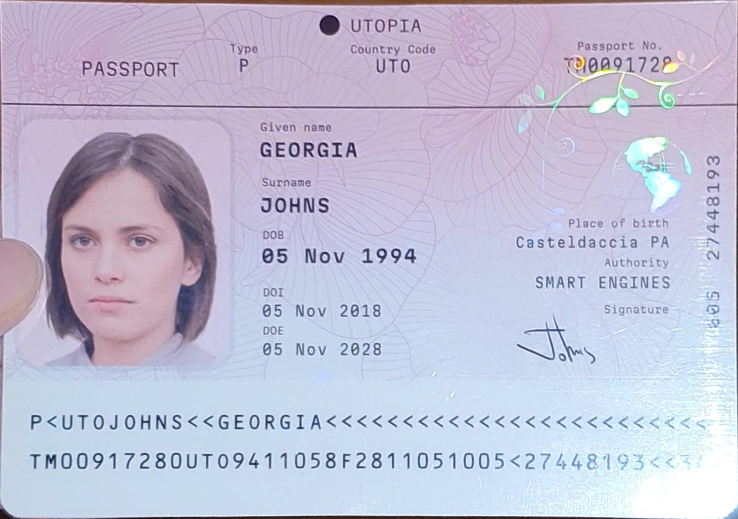 UTOPIA
PASSPORT
Type
P
Country Code
UTO
Passport No.
TM0091728
Given name
GEORGIA
Surname
JOHNS
DOB
05 Nov 1994
DOI
05 Nov 2018
DOE
05 Nov 2028
Place of birth
Casteldaccia PA
Authority
SMART ENGINES
Signature
Johns
005 27448193
P<UTOJOHNS<<GEORGIA<<<<<<<<<<<<<<<<<<<<<<<<<
TM00917280UTO9411058F2811051005<27448193<<